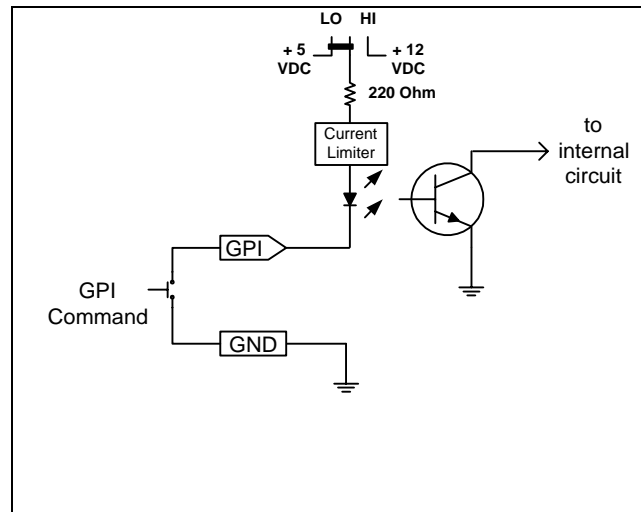 LO HI
+ 5
VDC
+ 12
VDC
220 Ohm
Current
Limiter
to
internal
circuit
GPI
GPI
Command
GND